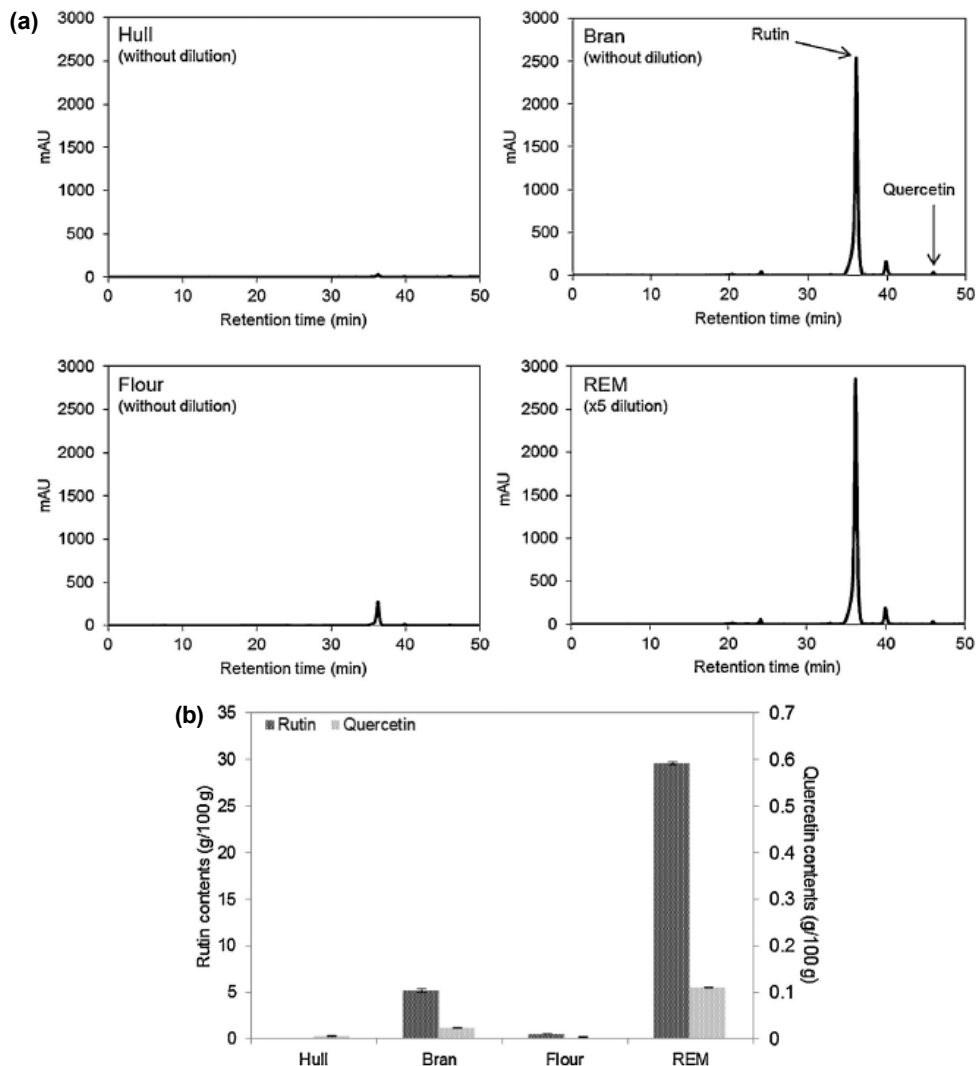 (a)
Hull
(without dilution)
3000
2500
2000
1500
1000
500
0
mAU
0 10 20 30 40 50
Retention time (min)
Bran
(without dilution)
Rutin
Quercetin
3000
2500
2000
1500
1000
500
0
mAU
0 10 20 30 40 50
Retention time (min)
Flour
(without dilution)
3000
2500
2000
1500
1000
500
0
mAU
0 10 20 30 40 50
Retention time (min)
REM
(x5 dilution)
3000
2500
2000
1500
1000
500
0
mAU
0 10 20 30 40 50
Retention time (min)
(b)
Rutin Quercetin
35
30
25
20
15
10
5
0
Rutin contents (g/100 g)
0.7
0.6
0.5
0.4
0.3
0.2
0.1
0
Quercetin contents (g/100 g)
Hull Bran Flour REM